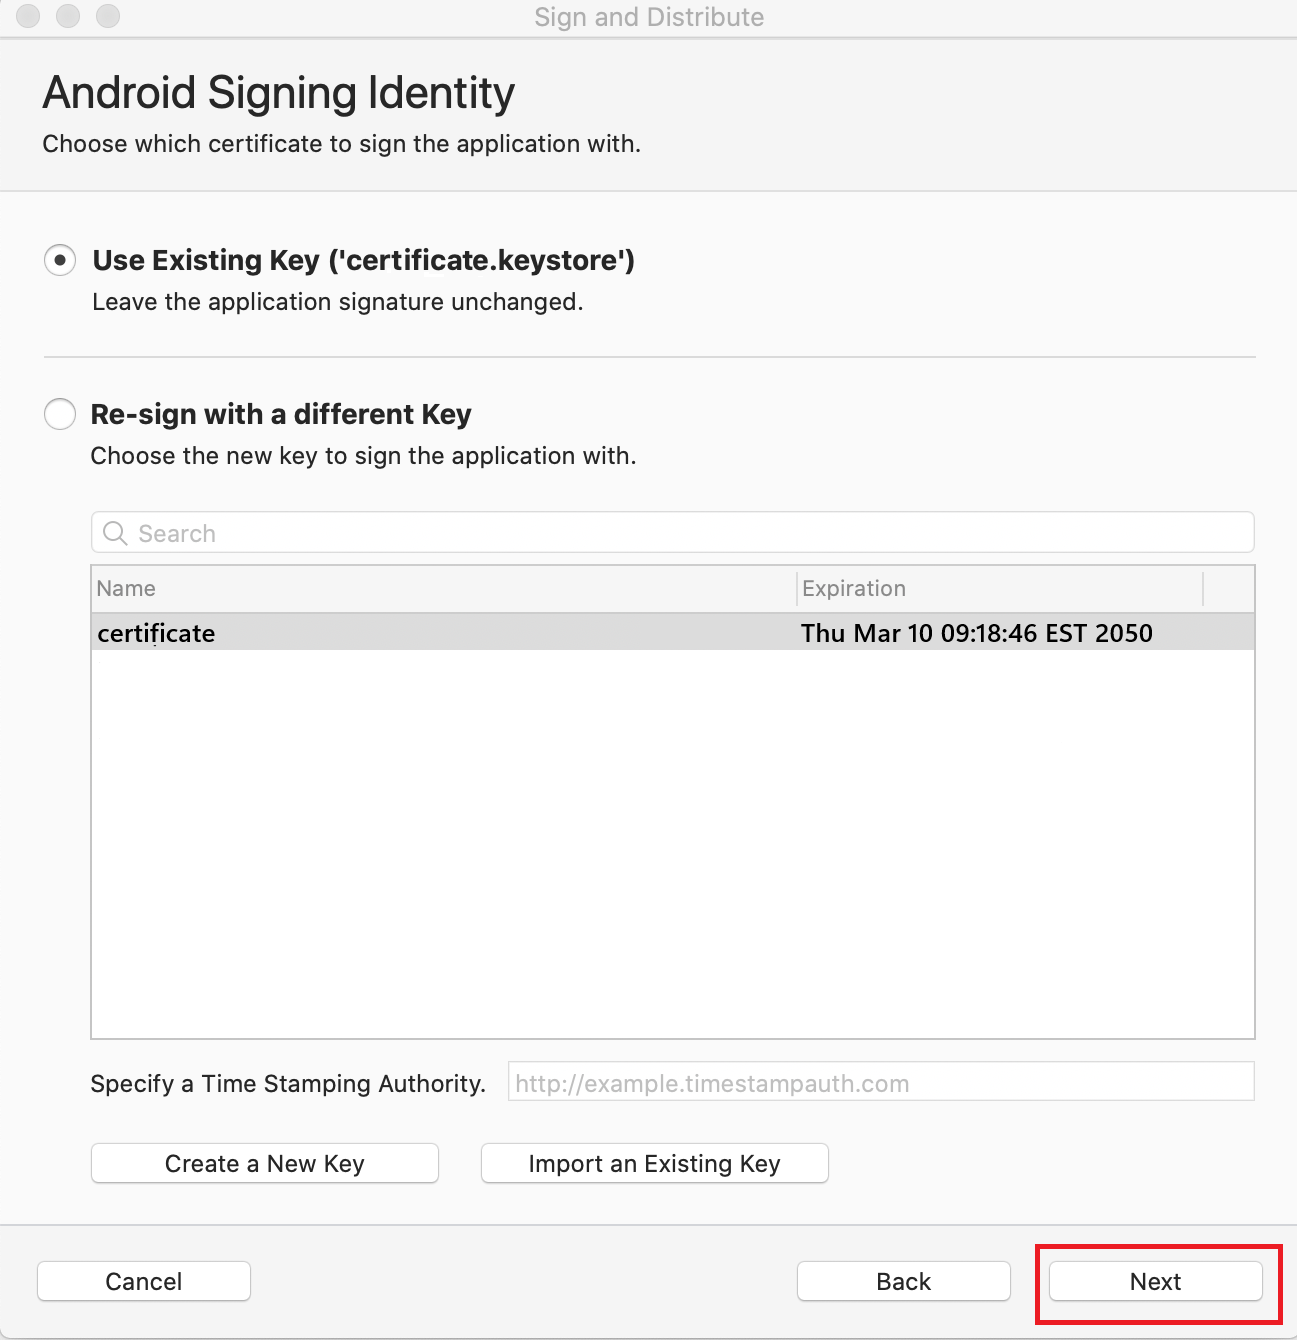 Sign and Distribute
Android Signing Identity
Choose which certificate to sign the application with.
Use Existing Key ('certificate.keystore')
Leave the application signature unchanged.
Re-sign with a different Key
Choose the new key to sign the application with.
Search
Name Expiration
certificate Thu Mar 10 09:18:46 EST 2050
Specify a Time Stamping Authority. http://example.timestampauth.com
Create a New Key Import an Existing Key
Cancel Back Next